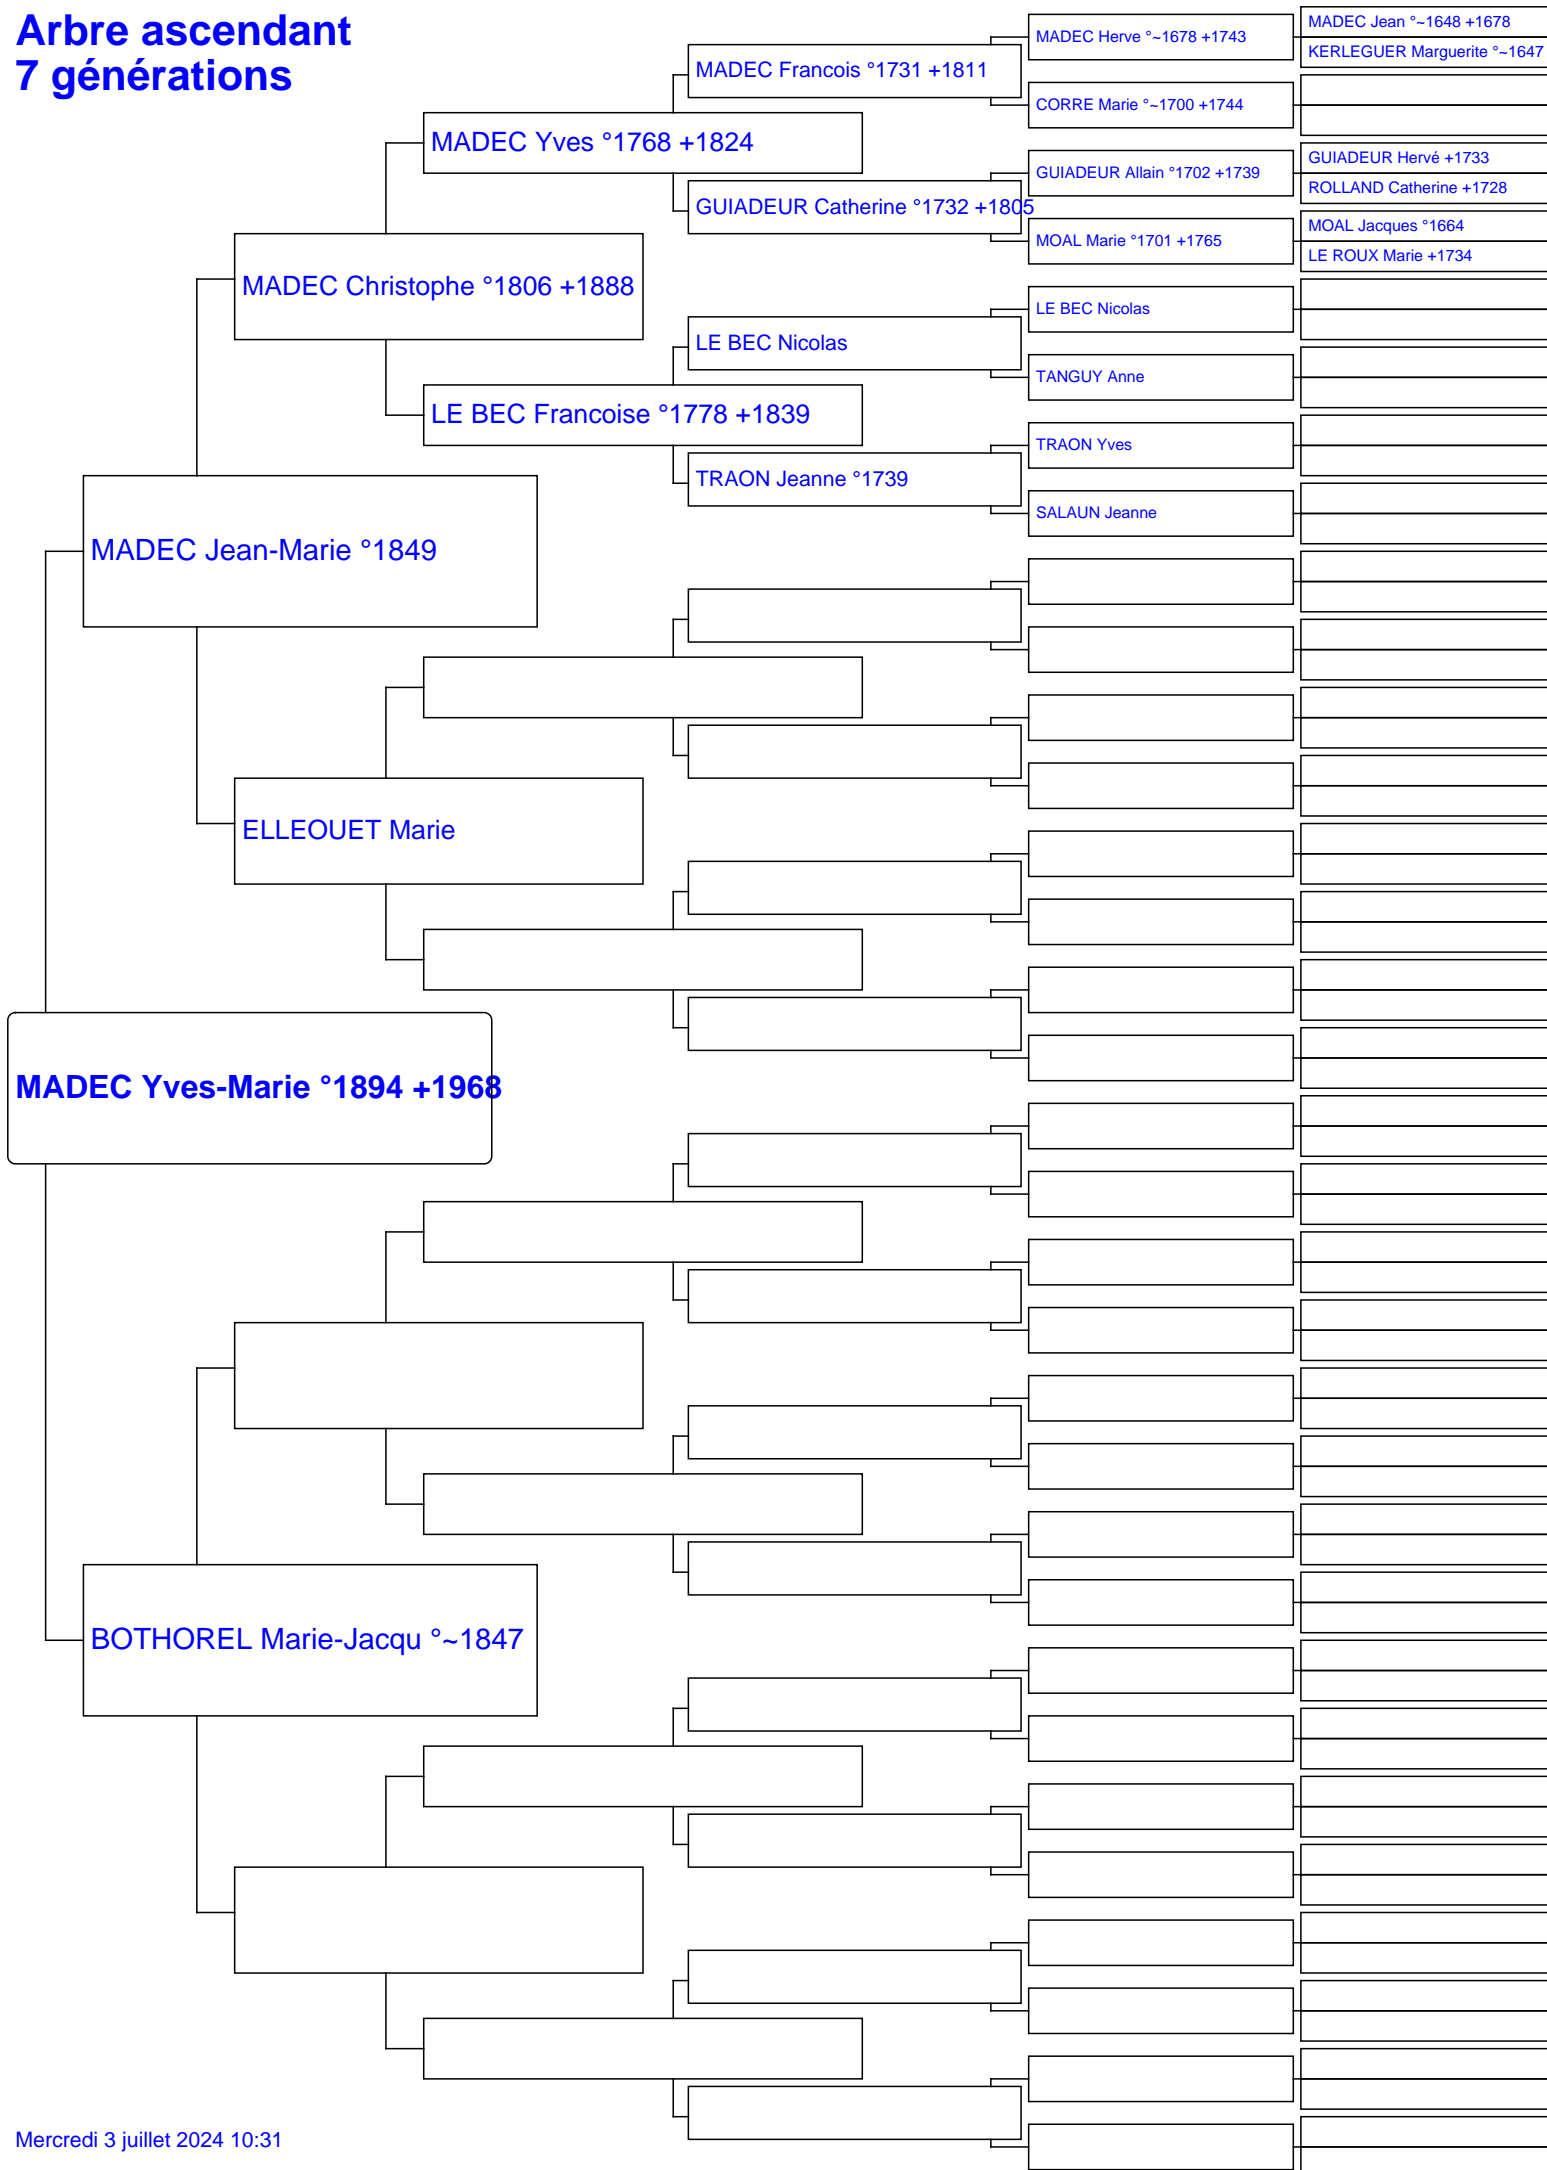 Arbre ascendant
7 générations
MADEC Jean °~1648 +1678
MADEC Herve °~1678 +1743
KERLEGUER Marguerite °~1647
MADEC Francois °1731 +1811
CORRE Marie °~1700 +1744
MADEC Yves °1768 +1824
GUIADEUR Hervé +1733
GUIADEUR Allain °1702 +1739
ROLLAND Catherine +1728
GUIADEUR Catherine °1732 +1805
MOAL Jacques °1664
MOAL Marie °1701 +1765
LE ROUX Marie +1734
MADEC Christophe °1806 +1888
LE BEC Nicolas
LE BEC Nicolas
TANGUY Anne
LE BEC Francoise °1778 +1839
TRAON Yves
TRAON Jeanne °1739
SALAUN Jeanne
MADEC Jean-Marie °1849
ELLEOUET Marie
MADEC Yves-Marie °1894 +1968
BOTHOREL Marie-Jacqu °~1847
Mercredi 3 juillet 2024 10:31